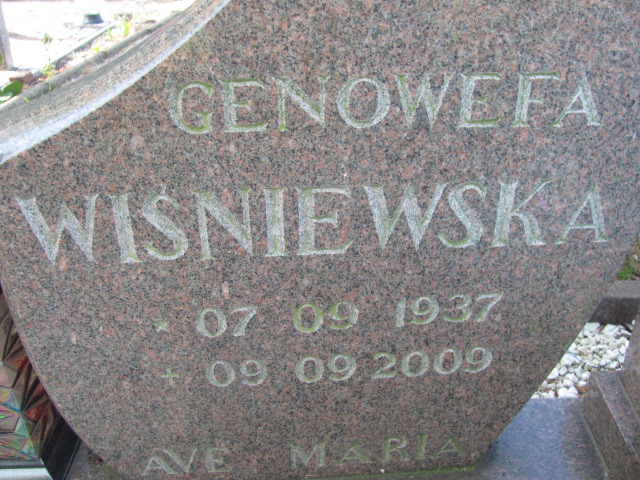 GENOWEFA
WIŚNIEWSKA
* 07 09 1937
+ 09 09 2009
AVE MARIA